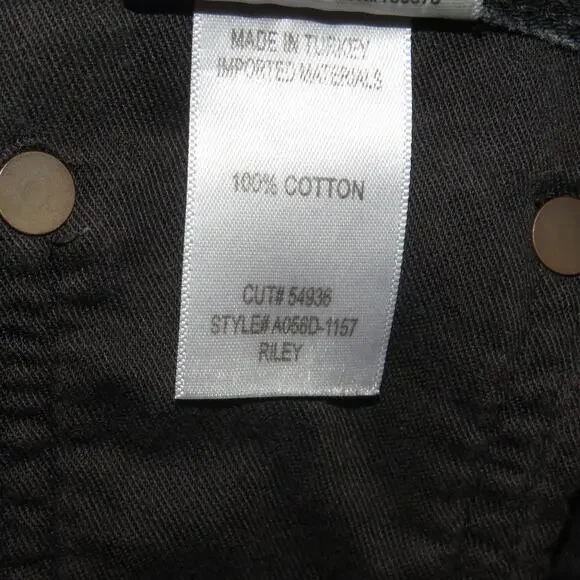 MADE IN TURKEY
IMPORTED MATERIALS
100% COTTON
CUT# 54936
STYLE# A056D-1157
RILEY